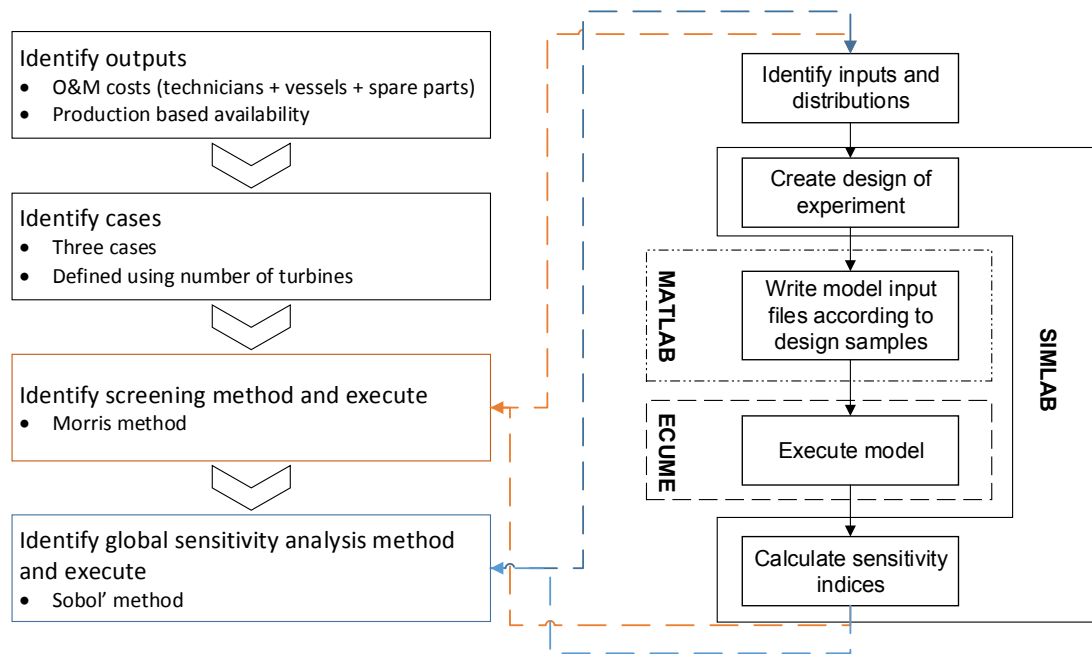 Identify outputs
• O&M costs (technicians + vessels + spare parts)
• Production based availability
Identify cases
• Three cases
• Defined using number of turbines
Identify screening method and execute
• Morris method
Identify global sensitivity analysis method
and execute
• Sobol’ method
Identify inputs and
distributions
Create design of
experiment
MATLAB
Write model input
files according to
design samples
ECUME
Execute model
Calculate sensitivity
indices
SIMLAB